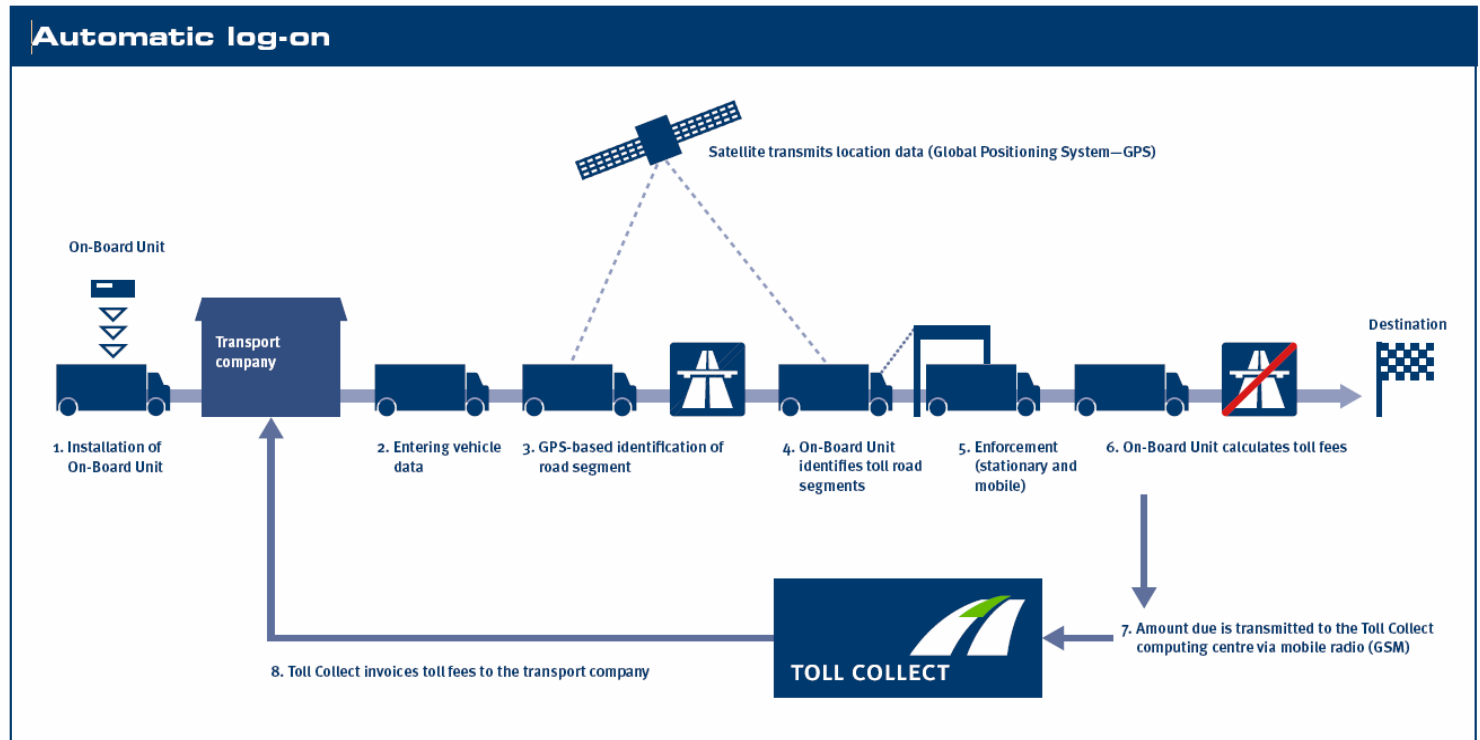 Automatic log-on
Satellite transmits location data (Global Positioning System—GPS)
On-Board Unit
Transport
company
Destination
1. Installation of
On-Board Unit
2. Entering vehicle
data
3. GPS-based identification of
road segment
4. On-Board Unit
identifies toll road
segments
5. Enforcement
(stationary and
mobile)
6. On-Board Unit calculates toll fees
7. Amount due is transmitted to the Toll Collect
computing centre via mobile radio (GSM)
TOLL COLLECT
8. Toll Collect invoices toll fees to the transport company